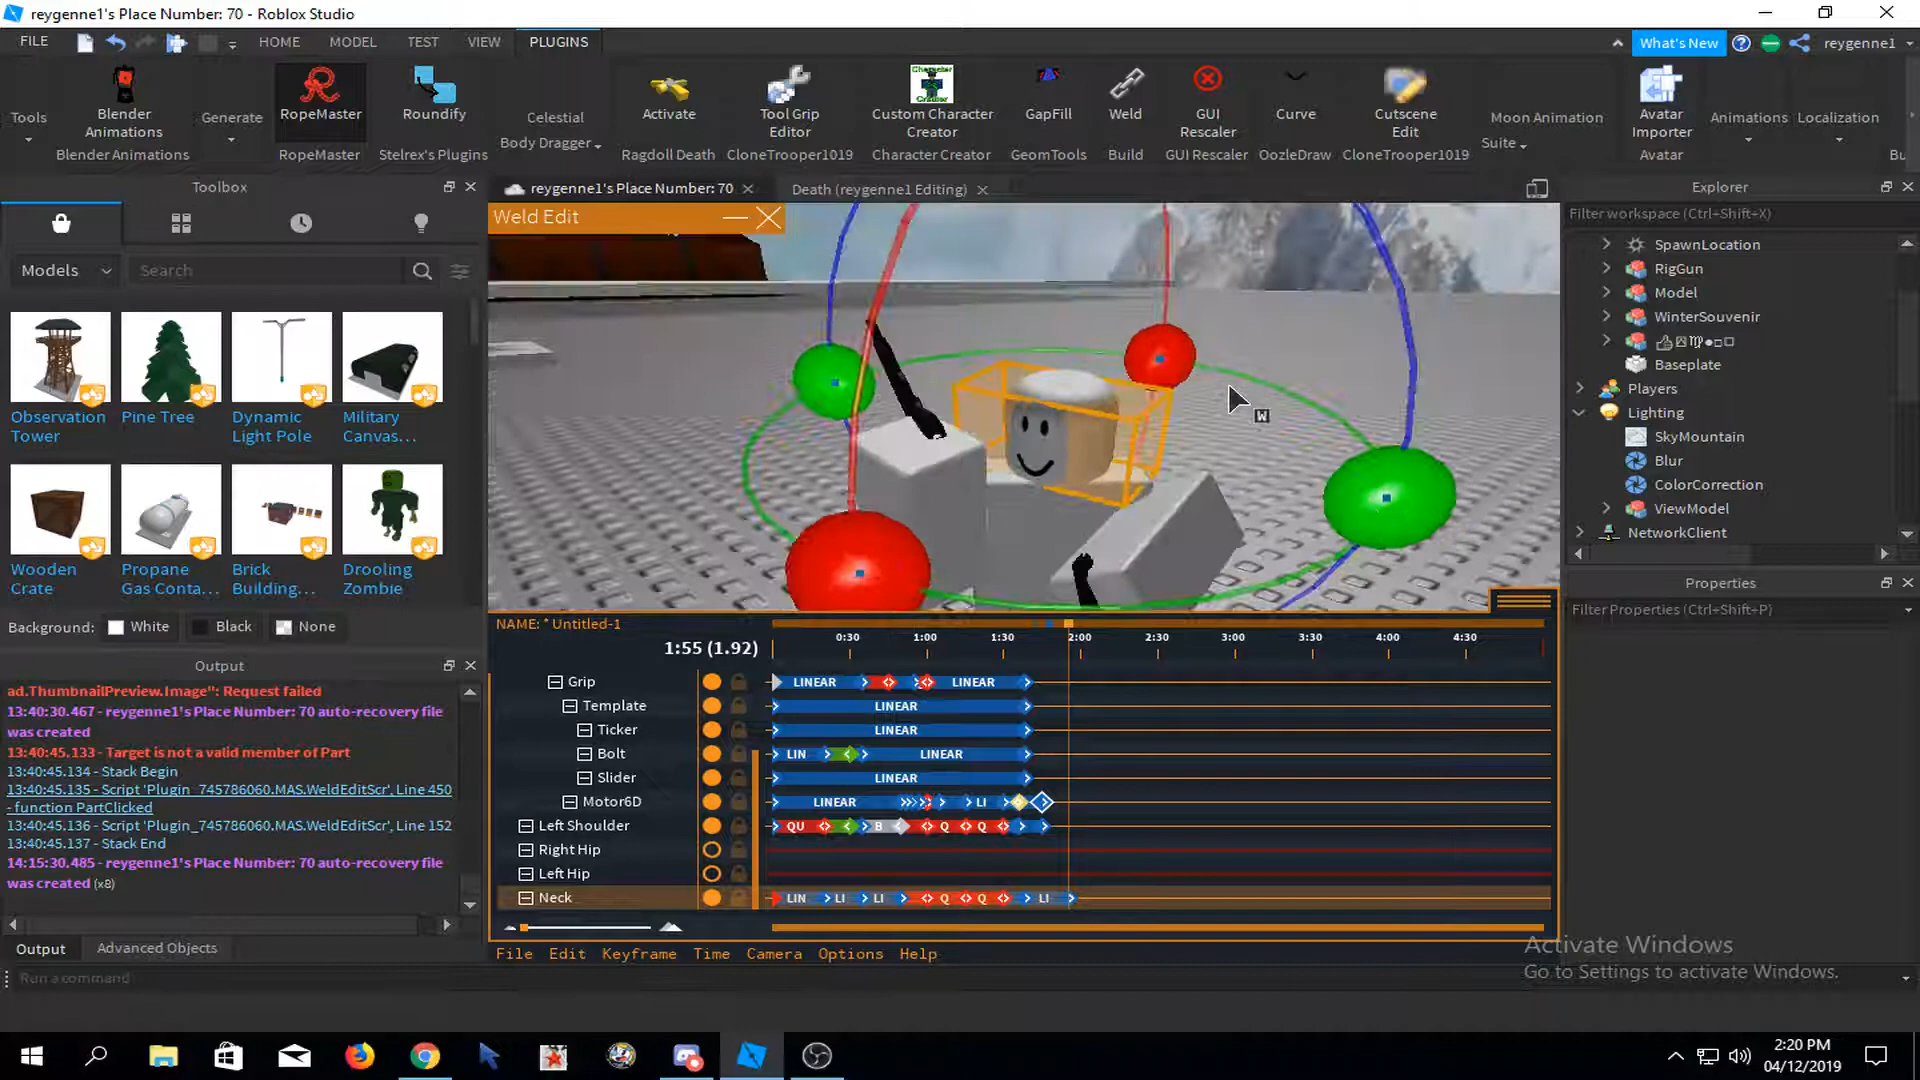 reygenne1's Place Number: 70 - Roblox Studio
FILE
HOME
MODEL
TEST
VIEW
PLUGINS
What's New
reygenne1
Tools
Blender Animations
Generate
RopeMaster
Roundify
Celestial Body Dragger
Activate
Tool Grip Editor
Custom Character Creator
GapFill
Weld
GUI Rescaler
Curve
Cutscene Edit
Moon Animation Suite
Avatar Importer
Animations
Localization
Blender Animations
RopeMaster
Stelrex's Plugins
Ragdoll Death
CloneTrooper1019
Character Creator
GeomTools
Build
GUI Rescaler
OozleDraw
CloneTrooper1019
Avatar
Bu
Toolbox
reygenne1's Place Number: 70
Death (reygenne1 Editing)
Explorer
Models
Search
Observation Tower
Pine Tree
Dynamic Light Pole
Military Canvas...
Wooden Crate
Propane Gas Conta...
Brick Building...
Drooling Zombie
Background:
White
Black
None
Weld Edit
W
Filter workspace (Ctrl+Shift+X)
SpawnLocation
RigGun
Model
WinterSouvenir
Baseplate
Players
Lighting
SkyMountain
Blur
ColorCorrection
ViewModel
NetworkClient
Properties
Filter Properties (Ctrl+Shift+P)
Output
ad.ThumbnailPreview.Image": Request failed
13:40:30.467 - reygenne1's Place Number: 70 auto-recovery file
was created
13:40:45.133 - Target is not a valid member of Part
13:40:45.134 - Stack Begin
13:40:45.135 - Script 'Plugin_745786060.MAS.WeldEditScr', Line 450
- function PartClicked
13:40:45.136 - Script 'Plugin_745786060.MAS.WeldEditScr', Line 152
13:40:45.137 - Stack End
14:15:30.485 - reygenne1's Place Number: 70 auto-recovery file
was created (x8)
Output
Advanced Objects
Run a command
NAME: * Untitled-1
1:55 (1.92)
0:30 1:00 1:30 2:00 2:30 3:00 3:30 4:00 4:30
Grip LINEAR LINEAR
Template LINEAR
Ticker LINEAR
Bolt LIN LINEAR
Slider LINEAR
Motor6D LINEAR LI
Left Shoulder QU B Q Q
Right Hip
Left Hip
Neck LIN LI LI Q Q LI
File Edit Keyframe Time Camera Options Help
Activate Windows
Go to Settings to activate Windows.
2:20 PM
04/12/2019